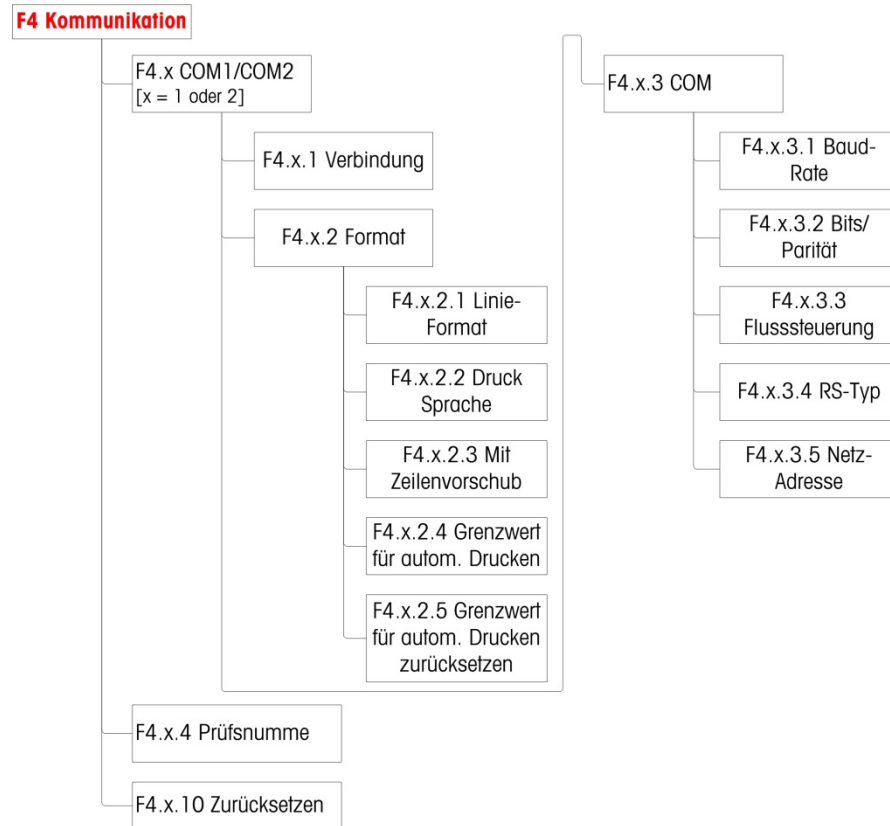 F4 Kommunikation
F4.x COM1/COM2
[x = 1 oder 2]
F4.x.1 Verbindung
F4.x.2 Format
F4.x.2.1 Linie-
Format
F4.x.2.2 Druck
Sprache
F4.x.2.3 Mit
Zeilenvorschub
F4.x.2.4 Grenzwert
für autom. Drucken
F4.x.2.5 Grenzwert
für autom. Drucken
zurücksetzen
F4.x.3 COM
F4.x.3.1 Baud-
Rate
F4.x.3.2 Bits/
Parität
F4.x.3.3
Flusssteuerung
F4.x.3.4 RS-Typ
F4.x.3.5 Netz-
Adresse
F4.x.4 Prüfsnumme
F4.x.10 Zurücksetzen